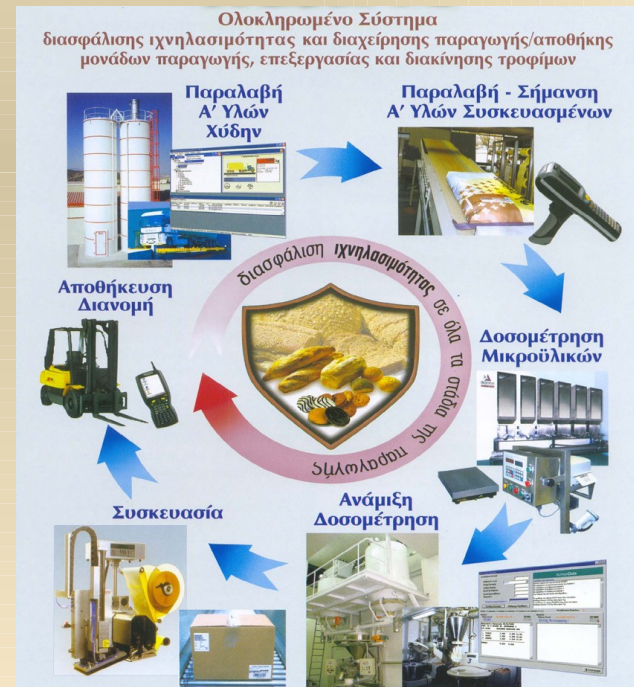 Ολοκληρωμένο Σύστημα
διασφάλισης ιχνηλασιμότητας και διαχείρησης παραγωγής/αποθήκης
μονάδων παραγωγής, επεξεργασίας και διακίνησης τροφίμων
Παραλαβή
Α' Υλών
Χύδην
Παραλαβή - Σήμανση
Α' Υλών Συσκευασμένων
διασφάλιση ιχνηλασιμότητας σε όλα τα στάδια της παραγωγής
Αποθήκευση
Διανομή
Δοσομέτρηση
Μικροϋλικών
Συσκευασία
Ανάμιξη
Δοσομέτρηση